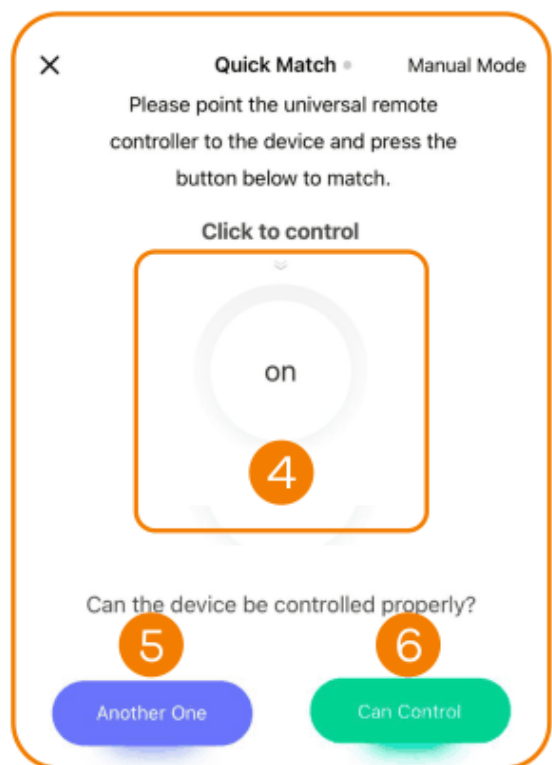 Quick Match Manual Mode
Please point the universal remote
controller to the device and press the
button below to match.
Click to control
on
4
Can the device be controlled properly?
5 6
Another One Can Control